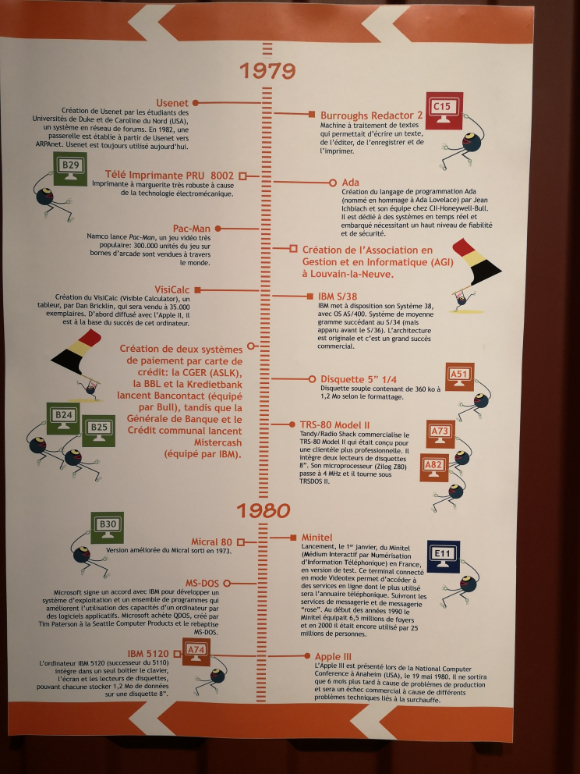 1979
Usenet
Création de Usenet par les étudiants des
Universités de Duke et de Caroline du Nord (USA),
un système en réseau de forums. En 1982, une
passerelle est établie à partir de Usenet vers
ARPAnet. Usenet est toujours utilisé aujourd'hui.
C15
Burroughs Redactor 2
Machine à traitement de textes
qui permettait d'écrire un texte,
de l'éditer, de l'enregistrer et de
l'imprimer.
B29
Télé Imprimante PRU 8002
Imprimante à marguerite très robuste à cause
de la technologie électromécanique.
Ada
Création du langage de programmation Ada
(nommé en hommage à Ada Lovelace) par Jean
Ichbiach et son équipe chez CII-Honeywell-Bull.
Il est dédié à des systèmes en temps réel et
embarqué nécessitant un haut niveau de fiabilité
et de sécurité.
Pac-Man
Namco lance Pac-Man, un jeu vidéo très
populaire: 300.000 unités du jeu sur
bornes d'arcade sont vendues à travers
le monde.
Création de l'Association en
Gestion et en Informatique (AGI)
à Louvain-la-Neuve.
VisiCalc
Création du VisiCalc (Visible Calculator), un
tableur, par Dan Bricklin, qui sera vendu à 35.000
exemplaires. D'abord diffusé avec l'Apple II, il
est à la base du succès de cet ordinateur.
IBM S/38
IBM met à disposition son Système 38,
avec OS AS/400. Système de moyenne
gramme succédant au S/34 (mais
apparu avant le S/36). L'architecture
est originale et c'est un grand succès
commercial.
Création de deux systèmes
de paiement par carte de
crédit: la CGER (ASLK),
la BBL et la Kredietbank
lancent Bancontact (équipé
par Bull), tandis que la
Générale de Banque et le
Crédit communal lancent
Mistercash
(équipé par IBM).
B24
B25
Disquette 5" 1/4
Disquette souple contenant de 360 ko à
1,2 Mo selon le formattage.
A51
TRS-80 Model II
Tandy/Radio Shack commercialise le
TRS-80 Model II qui était conçu pour
une clientèle plus professionnelle. Il
intègre deux lecteurs de disquettes
8". Son microprocesseur (Zilog Z80)
passe à 4 MHz et il tourne sous
TRSDOS II.
A73
A82
1980
B30
Micral 80
Version améliorée du Micral sorti en 1973.
Minitel
Lancement, le 1er janvier, du Minitel
(Médium Interactif par Numérisation
d'Information Téléphonique) en France,
en version de test. Ce terminal connecté
en mode Videotex permet d'accéder à
des services en ligne dont le plus utilisé
sera l'annuaire téléphonique. Suivront les
services de messagerie et de messagerie
"rose". Au début des années 1990 le
Minitel équipait 6,5 millions de foyers
et en 2000 il était encore utilisé par 25
millions de personnes.
E11
MS-DOS
Microsoft signe un accord avec IBM pour développer un
système d'exploitation et un ensemble de programmes qui
améliorent l'utilisation des capacités d'un ordinateur par
des logiciels applicatifs. Microsoft achète QDOS, créé par
Tim Paterson à la Seattle Computer Products et le rebaptise
MS-DOS.
IBM 5120
A74
L'ordinateur IBM 5120 (successeur du 5110)
intègre dans un seul boîtier le clavier,
l'écran et les lecteurs de disquettes,
pouvant chacune stocker 1,2 Mo de données
sur une disquette 8".
Apple III
L'Apple III est présenté lors de la National Computer
Conference à Anaheim (USA), le 19 mai 1980. Il ne sortira
que 6 mois plus tard à cause de problèmes de production
et sera un échec commercial à cause de différents
problèmes techniques liés à la surchauffe.